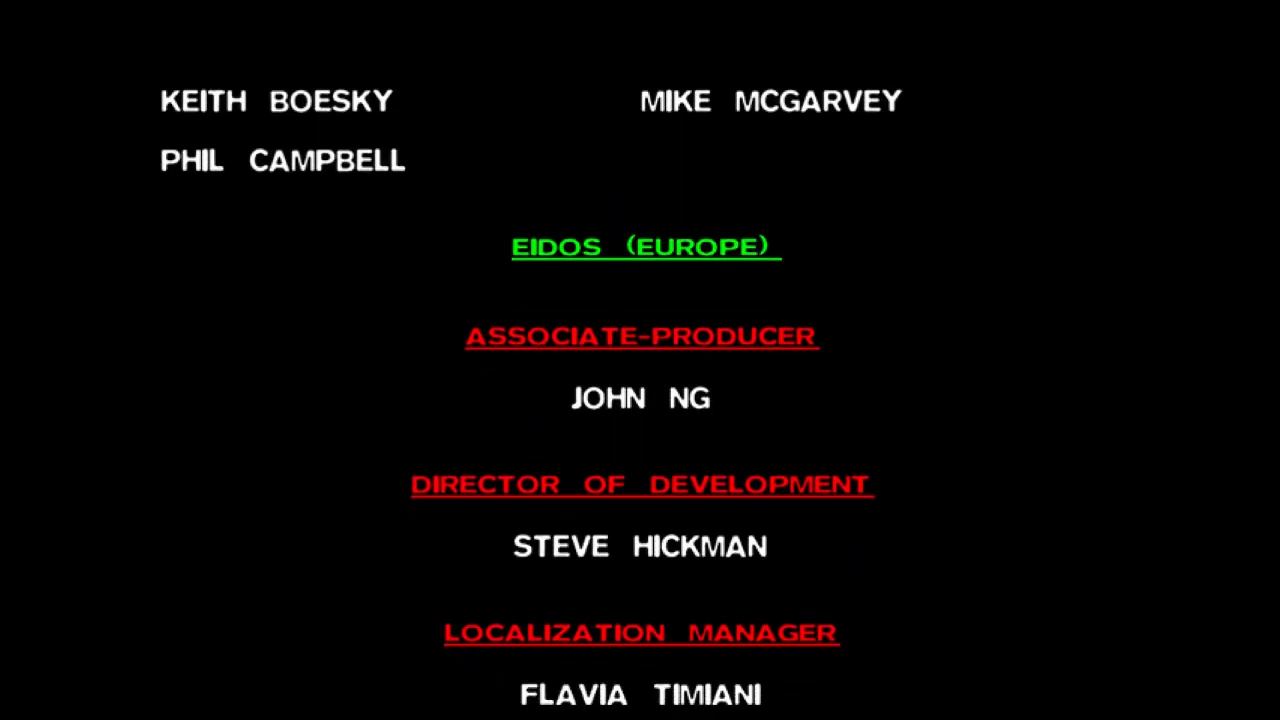 KEITH BOESKY MIKE MCGARVEY
PHIL CAMPBELL
EIDOS (EUROPE)
ASSOCIATE-PRODUCER
JOHN NG
DIRECTOR OF DEVELOPMENT
STEVE HICKMAN
LOCALIZATION MANAGER
FLAVIA TIMIANI